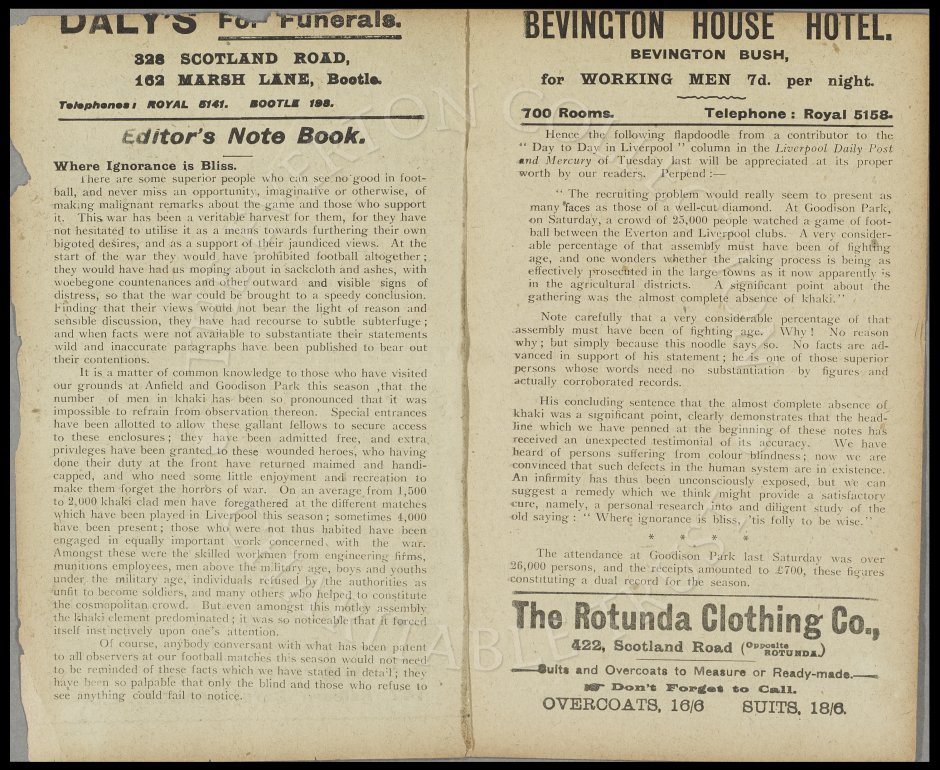 DALY'S For Funerals.
328 SCOTLAND ROAD,
162 MARSH LANE, Bootle.
Telephones: ROYAL 5141. BOOTLE 198.
Editor's Note Book.
Where Ignorance is Bliss.
There are some superior people who can see no good in foot-
ball, and never miss an opportunity, imaginative or otherwise, of
making malignant remarks about the game and those who support
it. This war has been a veritable harvest for them, for they have
not hesitated to utilise it as a means towards furthering their own
bigoted desires, and as a support of their jaundiced views. At the
start of the war they would have prohibited football altogether;
they would have had us moping about in sackcloth and ashes, with
woebegone countenances and other outward and visible signs of
distress, so that the war could be brought to a speedy conclusion.
Finding that their views would not bear the light of reason and
sensible discussion, they have had recourse to subtle subterfuge;
and when facts were not available to substantiate their statements
wild and inaccurate paragraphs have been published to bear out
their contentions.
It is a matter of common knowledge to those who have visited
our grounds at Anfield and Goodison Park this season ,that the
number of men in khaki has been so pronounced that it was
impossible to refrain from observation thereon. Special entrances
have been allotted to allow these gallant fellows to secure access
to these enclosures; they have been admitted free, and extra
privileges have been granted to these wounded heroes, who having
done their duty at the front have returned maimed and handi-
capped, and who need some little enjoyment and recreation to
make them forget the horrors of war. On an average from 1,500
to 2,000 khaki clad men have foregathered at the different matches
which have been played in Liverpool this season; sometimes 4,000
have been present; those who were not thus habited have been
engaged in equally important work concerned with the war.
Amongst these were the skilled workmen from engineering firms,
munitions employees, men above the military age, boys and youths
under the military age, individuals refused by the authorities as
unfit to become soldiers, and many others who helped to constitute
the cosmopolitan crowd. But even amongst this motley assembly
the khaki element predominated; it was so noticeable that it forced
itself instinctively upon one's attention.
Of course, anybody conversant with what has been patent
to all observers at our football matches this season would not need
to be reminded of these facts which we have stated in detail; they
have been so palpable that only the blind and those who refuse to
see anything could fail to notice.
BEVINGTON HOUSE HOTEL.
BEVINGTON BUSH,
for WORKING MEN 7d. per night.
700 Rooms. Telephone: Royal 5158.
Hence the following flapdoodle from a contributor to the
"Day to Day in Liverpool" column in the Liverpool Daily Post
and Mercury of Tuesday last will be appreciated at its proper
worth by our readers. Perpend:—
"The recruiting problem would really seem to present as
many faces as those of a well-cut diamond. At Goodison Park,
on Saturday, a crowd of 25,000 people watched a game of foot-
ball between the Everton and Liverpool clubs. A very consider-
able percentage of that assembly must have been of fighting
age, and one wonders whether the raking process is being as
effectively prosecuted in the large towns as it now apparently is
in the agricultural districts. A significant point about the
gathering was the almost complete absence of khaki."
Note carefully that a very considerable percentage of that
assembly must have been of fighting age. Why! No reason
why; but simply because this noodle says so. No facts are ad-
vanced in support of his statement; he is one of those superior
persons whose words need no substantiation by figures and
actually corroborated records.
His concluding sentence that the almost complete absence of
khaki was a significant point, clearly demonstrates that the head-
line which we have penned at the beginning of these notes has
received an unexpected testimonial of its accuracy. We have
heard of persons suffering from colour blindness; now we are
convinced that such defects in the human system are in existence.
An infirmity has thus been unconsciously exposed, but we can
suggest a remedy which we think might provide a satisfactory
cure, namely, a personal research into and diligent study of the
old saying: "Where ignorance is bliss, 'tis folly to be wise."
* * * *
The attendance at Goodison Park last Saturday was over
26,000 persons, and the receipts amounted to £700, these figures
constituting a dual record for the season.
The Rotunda Clothing Co.,
422, Scotland Road (Opposite ROTUNDA.)
Suits and Overcoats to Measure or Ready-made.
☞ Don't Forget to Call.
OVERCOATS, 16/6 SUITS, 18/6.